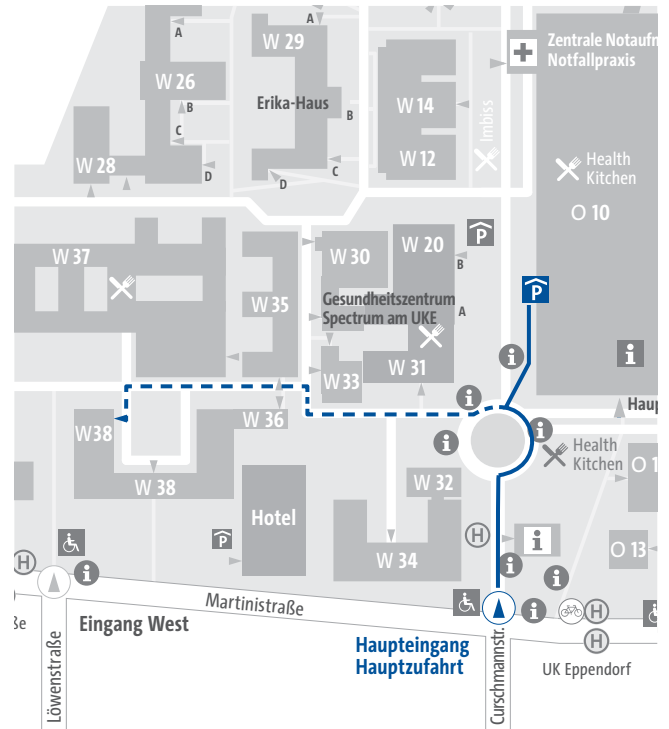 A
W 29
A
Zentrale Notaufn
Notfallpraxis
W 26
Erika-Haus
W 14
Imbiss
B
B
C
W 12
Health
Kitchen
W 28
D
D
C
O 10
P
W 37
W 30
W 20
B
P
W 35
Gesundheitszentrum
Spectrum am UKE
A
W 31
i
i
W 33
i
Haup
W38
W 36
i
i
Health
Kitchen
W 38
W 32
O 1
Hotel
H
i
P
W 34
O 13
H
i
i
i
Martinistraße
i
H
ße
Eingang West
Haupteingang
Hauptzufahrt
H
UK Eppendorf
Löwenstraße
Curschmannstr.